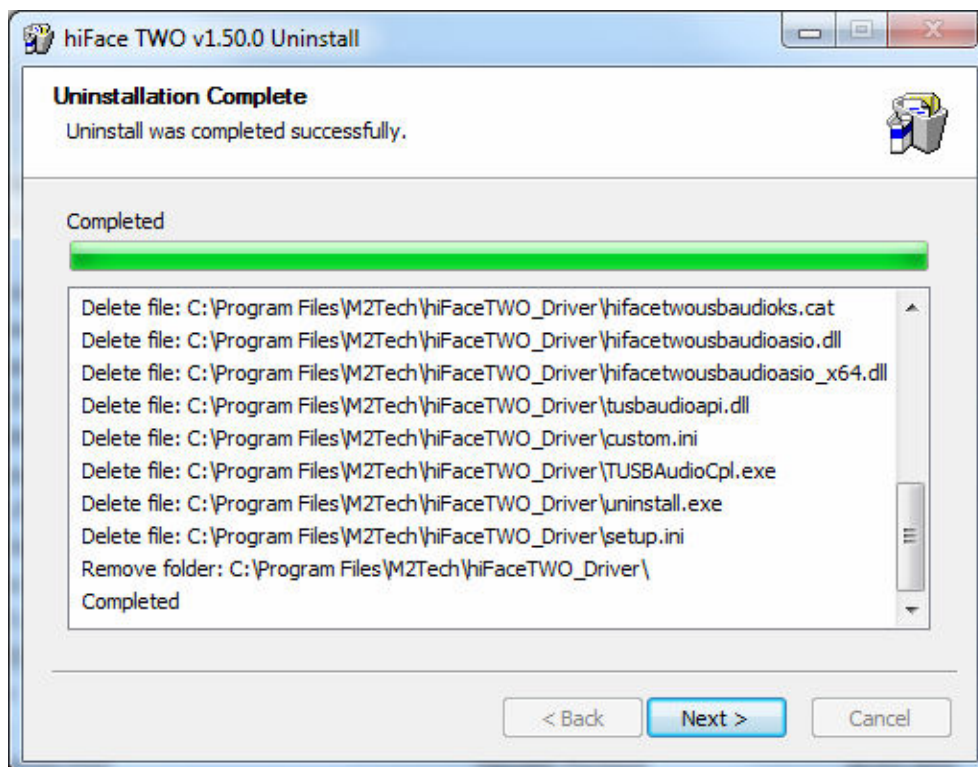 hiFace TWO v1.50.0 Uninstall
Uninstallation Complete
Uninstall was completed successfully.
Completed
Delete file: C:\Program Files\M2Tech\hiFaceTWO_Driver\hifacetwousbaudioks.cat
Delete file: C:\Program Files\M2Tech\hiFaceTWO_Driver\hifacetwousbaudioasio.dll
Delete file: C:\Program Files\M2Tech\hiFaceTWO_Driver\hifacetwousbaudioasio_x64.dll
Delete file: C:\Program Files\M2Tech\hiFaceTWO_Driver\tusbaudioapi.dll
Delete file: C:\Program Files\M2Tech\hiFaceTWO_Driver\custom.ini
Delete file: C:\Program Files\M2Tech\hiFaceTWO_Driver\TUSBAudioCpl.exe
Delete file: C:\Program Files\M2Tech\hiFaceTWO_Driver\uninstall.exe
Delete file: C:\Program Files\M2Tech\hiFaceTWO_Driver\setup.ini
Remove folder: C:\Program Files\M2Tech\hiFaceTWO_Driver\
Completed
< Back Next > Cancel